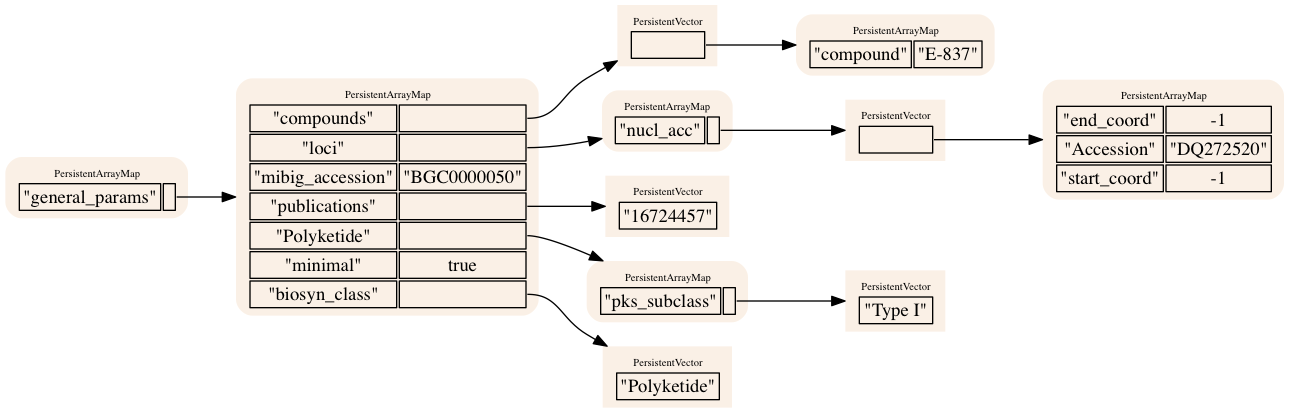 PersistentArrayMap
"general_params"
PersistentArrayMap
"compounds"
"loci"
"mibig_accession" "BGC0000050"
"publications"
"Polyketide"
"minimal" true
"biosyn_class"
PersistentVector
PersistentArrayMap
"compound" "E-837"
PersistentArrayMap
"nucl_acc"
PersistentVector
PersistentArrayMap
"end_coord" -1
"Accession" "DQ272520"
"start_coord" -1
PersistentVector
"16724457"
PersistentArrayMap
"pks_subclass"
PersistentVector
"Type I"
PersistentVector
"Polyketide"